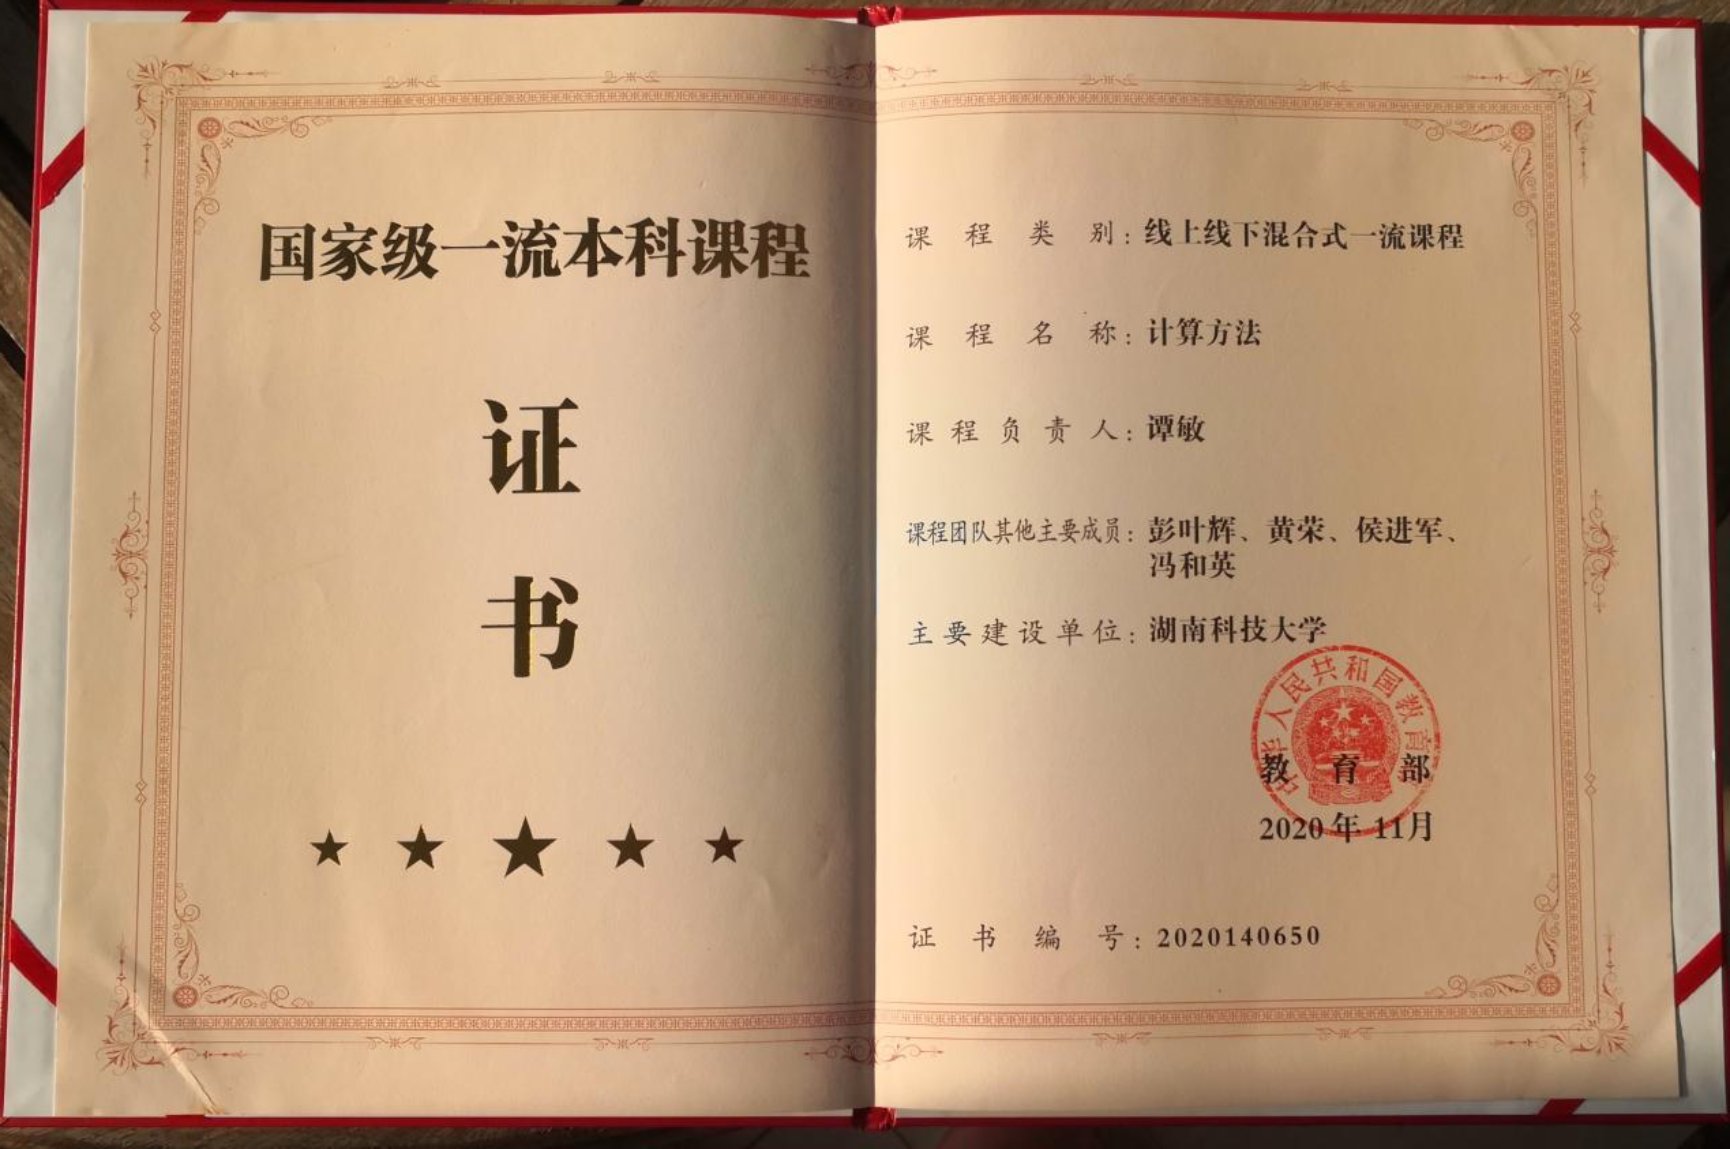 国家级一流本科课程
证
书
课程类别：线上线下混合式一流课程
课程名称：计算方法
课程负责人：谭敏
课程团队其他主要成员：彭叶辉、黄荣、侯进军、
冯和英
主要建设单位：湖南科技大学
中华人民共和国教育部
教育部
2020年 11月
证书编号：2020140650